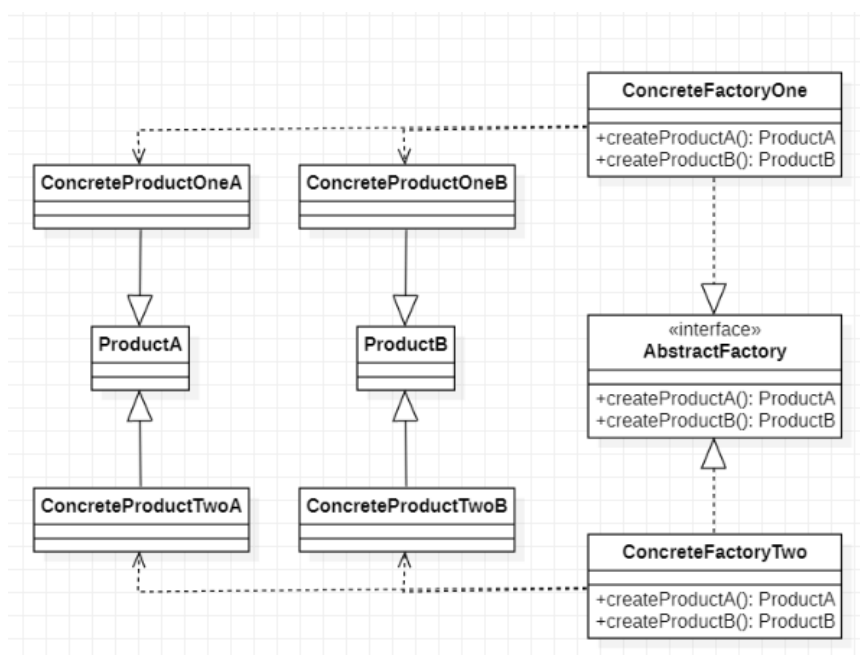 ConcreteFactoryOne
+createProductA(): ProductA
+createProductB(): ProductB
ConcreteProductOneA
ConcreteProductOneB
ProductA
ProductB
«interface»
AbstractFactory
+createProductA(): ProductA
+createProductB(): ProductB
ConcreteProductTwoA
ConcreteProductTwoB
ConcreteFactoryTwo
+createProductA(): ProductA
+createProductB(): ProductB